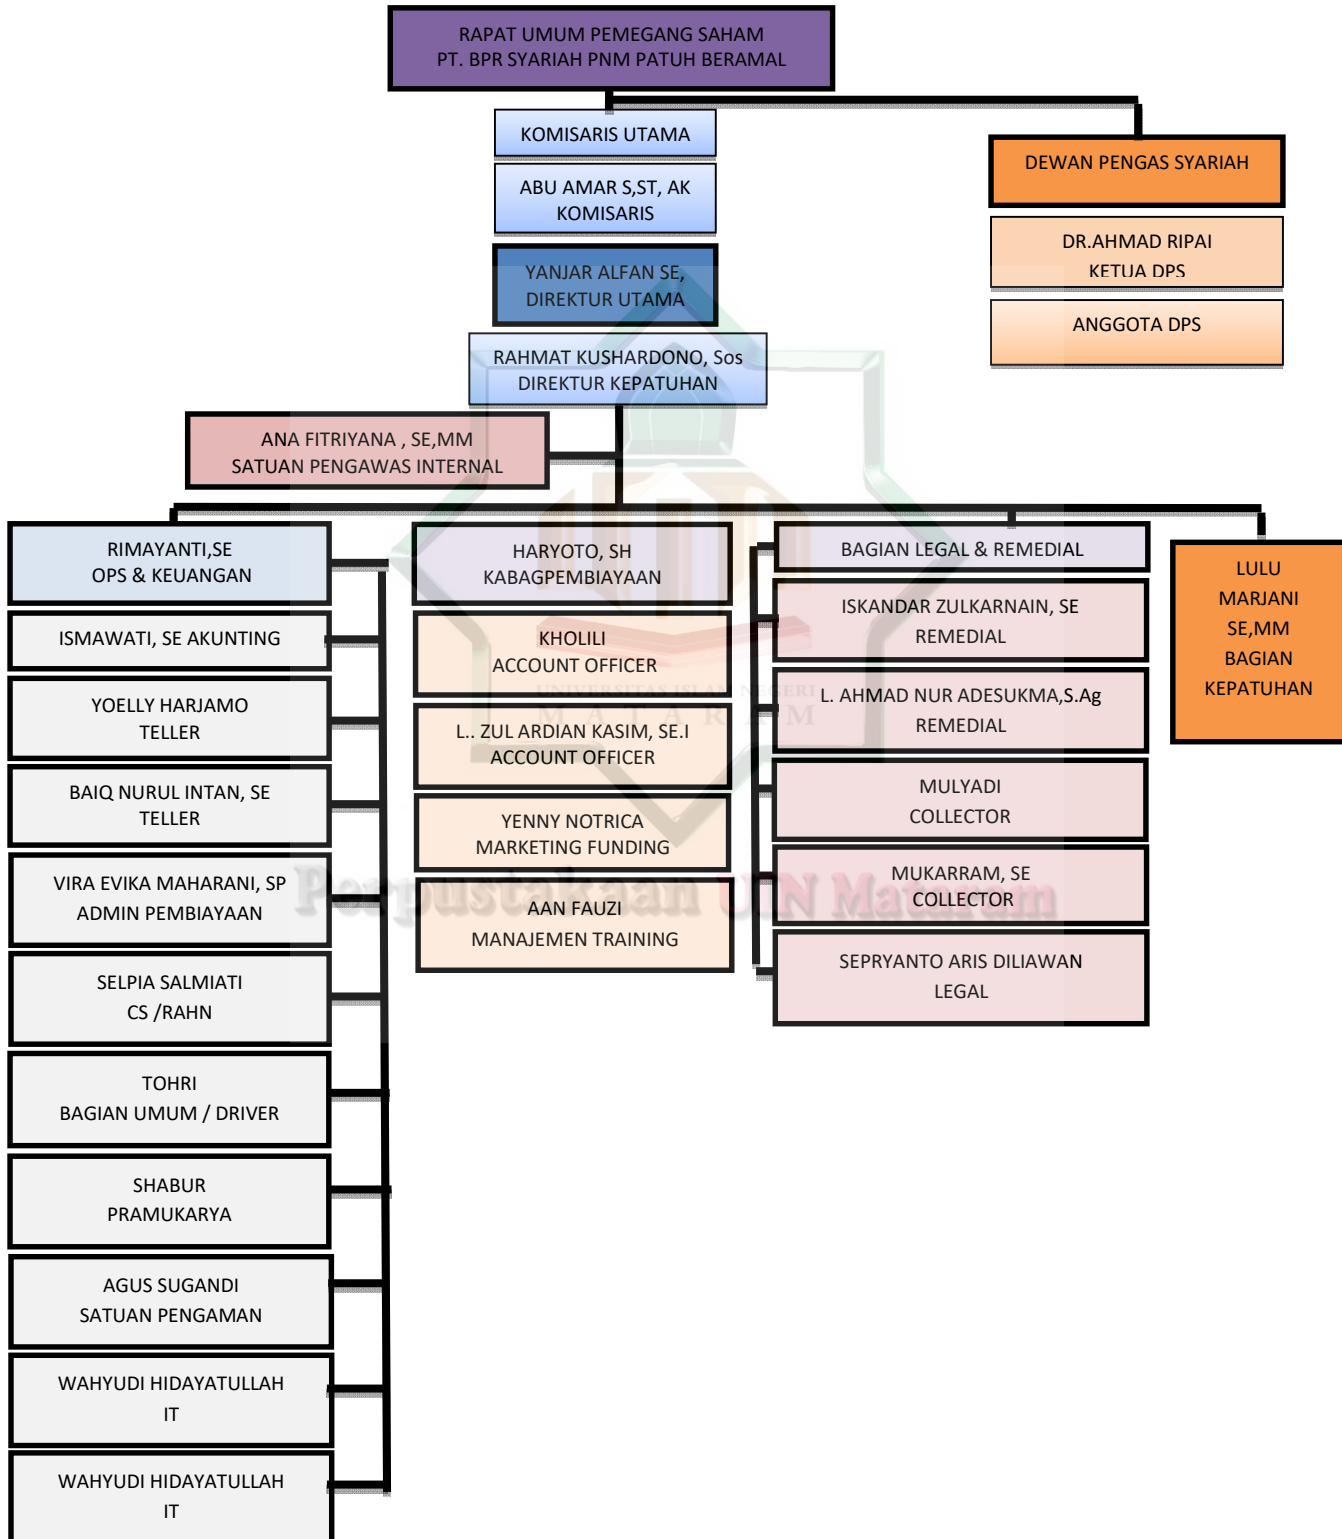 RAPAT UMUM PEMEGANG SAHAM
PT. BPR SYARIAH PNM PATUH BERAMAL
KOMISARIS UTAMA
ABU AMAR S,ST, AK
KOMISARIS
DEWAN PENGAS SYARIAH
DR.AHMAD RIPAI
KETUA DPS
ANGGOTA DPS
YANJAR ALFAN SE,
DIREKTUR UTAMA
RAHMAT KUSHARDONO, Sos
DIREKTUR KEPATUHAN
ANA FITRIYANA , SE,MM
SATUAN PENGAWAS INTERNAL
RIMAYANTI,SE
OPS & KEUANGAN
ISMAWATI, SE AKUNTING
YOELLY HARJAMO
TELLER
BAIQ NURUL INTAN, SE
TELLER
VIRA EVIKA MAHARANI, SP
ADMIN PEMBIAYAAN
SELPIA SALMIATI
CS /RAHN
TOHRI
BAGIAN UMUM / DRIVER
SHABUR
PRAMUKARYA
AGUS SUGANDI
SATUAN PENGAMAN
WAHYUDI HIDAYATULLAH
IT
WAHYUDI HIDAYATULLAH
IT
HARYOTO, SH
KABAGPEMBIAYAAN
KHOLILI
ACCOUNT OFFICER
L.. ZUL ARDIAN KASIM, SE.I
ACCOUNT OFFICER
YENNY NOTRICA
MARKETING FUNDING
AAN FAUZI
MANAJEMEN TRAINING
BAGIAN LEGAL & REMEDIAL
ISKANDAR ZULKARNAIN, SE
REMEDIAL
L. AHMAD NUR ADESUKMA,S.Ag
REMEDIAL
MULYADI
COLLECTOR
MUKARRAM, SE
COLLECTOR
SEPRYANTO ARIS DILIAWAN
LEGAL
LULU
MARJANI
SE,MM
BAGIAN
KEPATUHAN
UNIVERSITAS ISLAM NEGERI
MATARAM
Perpustakaan UIN Mataram